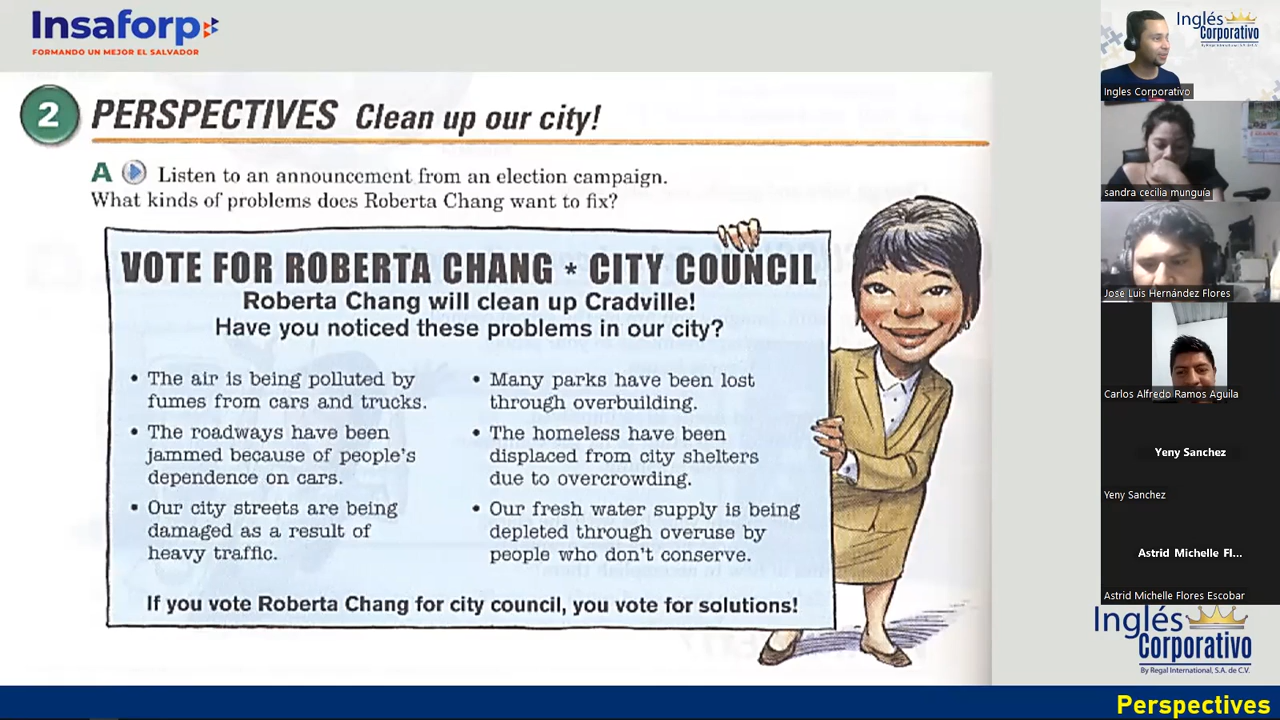 Insaforp
FORMANDO UN MEJOR EL SALVADOR
2 PERSPECTIVES Clean up our city!
A Listen to an announcement from an election campaign.
What kinds of problems does Roberta Chang want to fix?
VOTE FOR ROBERTA CHANG * CITY COUNCIL
Roberta Chang will clean up Cradville!
Have you noticed these problems in our city?
• The air is being polluted by
fumes from cars and trucks.
• The roadways have been
jammed because of people's
dependence on cars.
• Our city streets are being
damaged as a result of
heavy traffic.
• Many parks have been lost
through overbuilding.
• The homeless have been
displaced from city shelters
due to overcrowding.
• Our fresh water supply is being
depleted through overuse by
people who don't conserve.
If you vote Roberta Chang for city council, you vote for solutions!
Inglés
Corporativo
By Regal International, S.A. de C.V.
Ingles Corporativo
sandra cecilia munguía
José Luis Hernández Flores
Carlos Alfredo Ramos Aguila
Yeny Sanchez
Yeny Sanchez
Astrid Michelle Fl...
Astrid Michelle Flores Escobar
Inglés
Corporativo
By Regal International, S.A. de C.V.
Perspectives